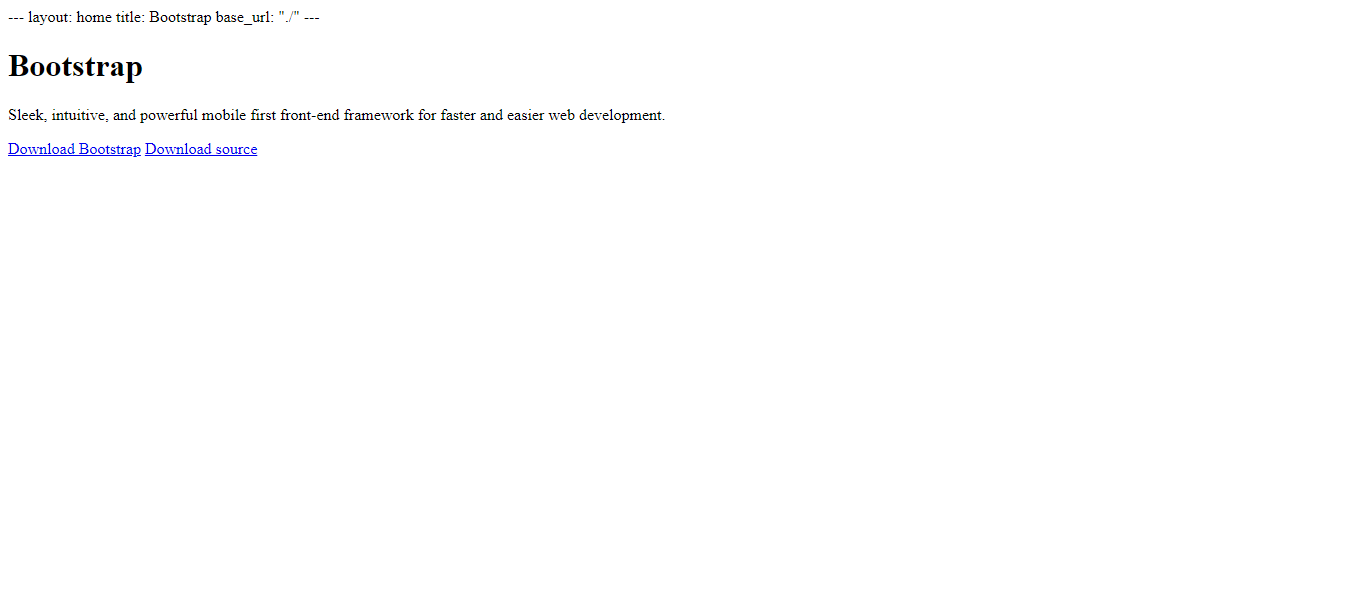 --- layout: home title: Bootstrap base_url: "./" ---
Bootstrap
Sleek, intuitive, and powerful mobile first front-end framework for faster and easier web development.
Download Bootstrap Download source